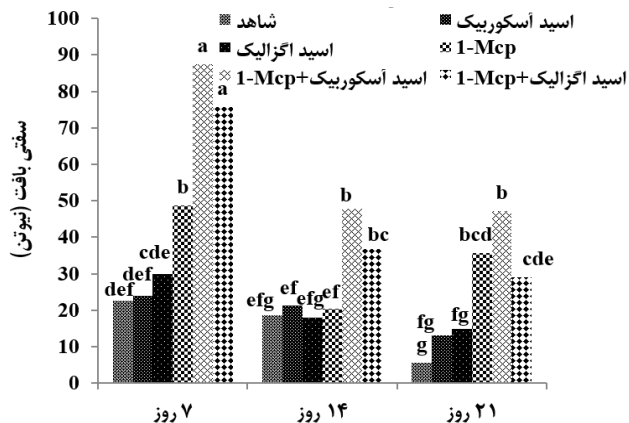 شاهد
اسید آسکوربیک
اسید اگزالیک
1-Mcp
1-Mcp+اسید آسکوربیک
1-Mcp+اسید اگزالیک
سفتی بافت (نیوتن)
100
90
80
70
60
50
40
30
20
10
0
def
def
cde
b
a
a
efg
ef
efg
ef
b
bc
g
fg
fg
bcd
b
cde
۷ روز
۱۴ روز
۲۱ روز